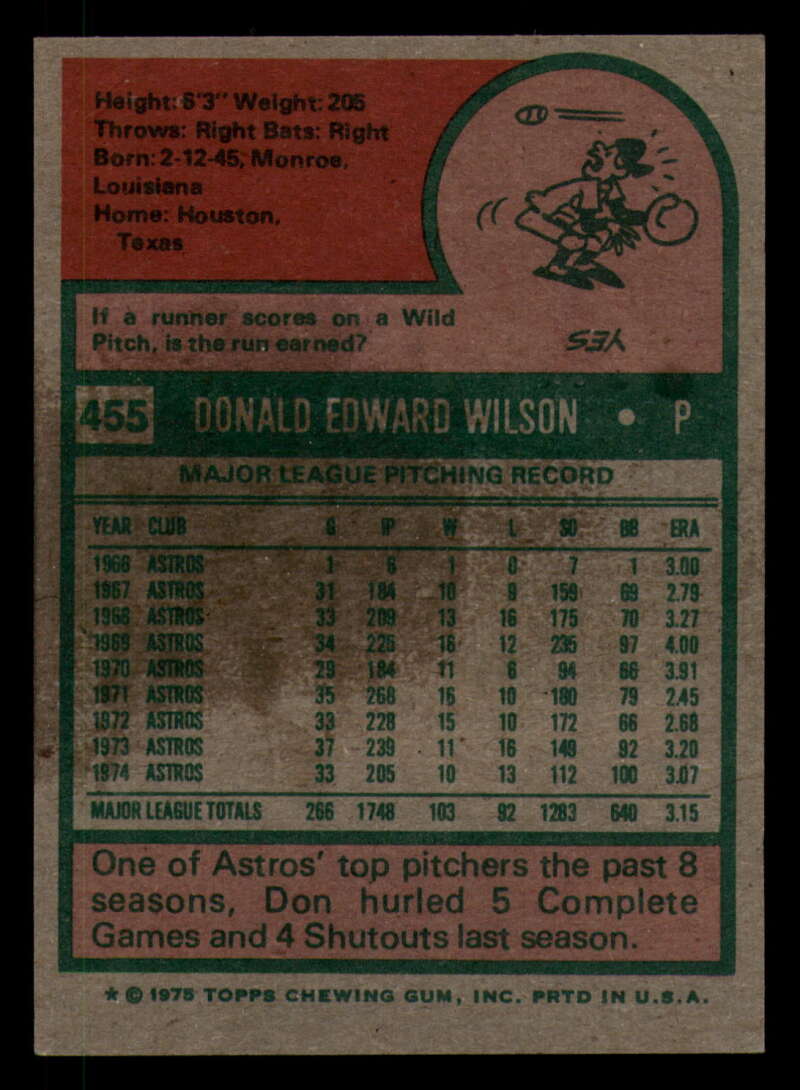 Height: 6'3" Weight: 205
Throws: Right Bats: Right
Born: 2-12-45, Monroe,
Louisiana
Home: Houston,
Texas
If a runner scores on a Wild
Pitch, is the run earned?
YES
455 DONALD EDWARD WILSON • P
MAJOR LEAGUE PITCHING RECORD
YEAR CLUB G IP W L SO BB ERA
1966 ASTROS 1 6 1 0 7 1 3.00
1967 ASTROS 31 184 10 9 159 69 2.79
1968 ASTROS 33 209 13 16 175 70 3.27
1969 ASTROS 34 225 16 12 235 97 4.00
1970 ASTROS 29 184 11 6 94 66 3.91
1971 ASTROS 35 268 16 10 180 79 2.45
1972 ASTROS 33 228 15 10 172 66 2.68
1973 ASTROS 37 239 11 16 149 92 3.20
1974 ASTROS 33 205 10 13 112 100 3.07
MAJOR LEAGUE TOTALS 266 1748 103 92 1283 640 3.15
One of Astros' top pitchers the past 8
seasons, Don hurled 5 Complete
Games and 4 Shutouts last season.
* © 1975 TOPPS CHEWING GUM, INC. PRTD IN U.S.A.